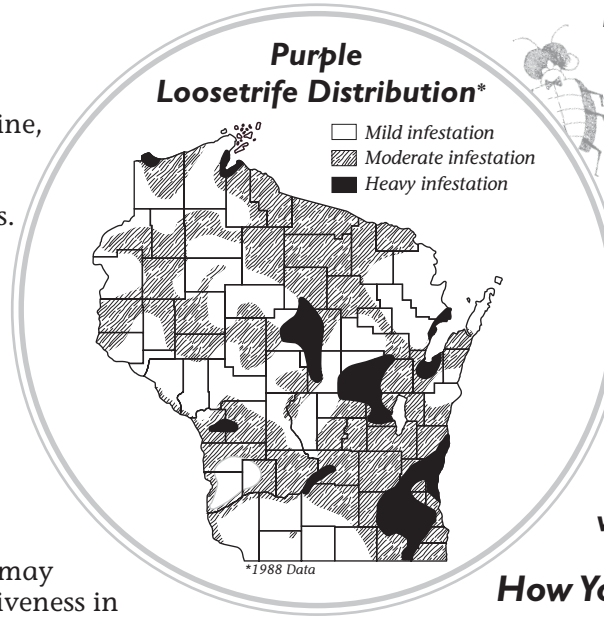 Purple
Loosetrife Distribution*
Mild infestation
Moderate infestation
Heavy infestation
ine,
s.
*1988 Data
may
iveness in
How Yo